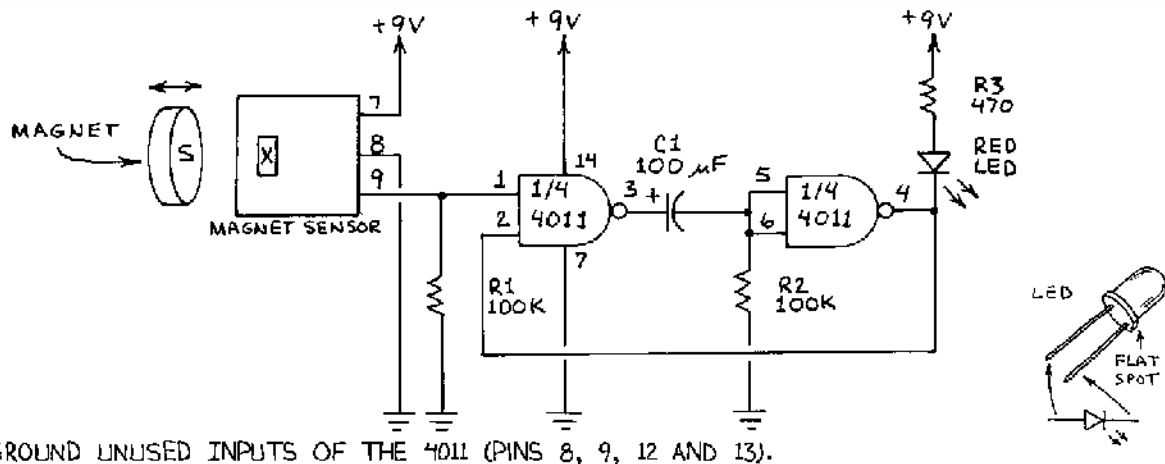 +9V
+9V
+9V
MAGNET
S
X
7
8
9
MAGNET SENSOR
R1
100K
1
2
14
1/4
4011
3
7
C1
100 µF
+
5
6
1/4
4011
4
R2
100K
R3
470
RED
LED
LED
FLAT
SPOT
GROUND UNUSED INPUTS OF THE 4011 (PINS 8, 9, 12 AND 13).